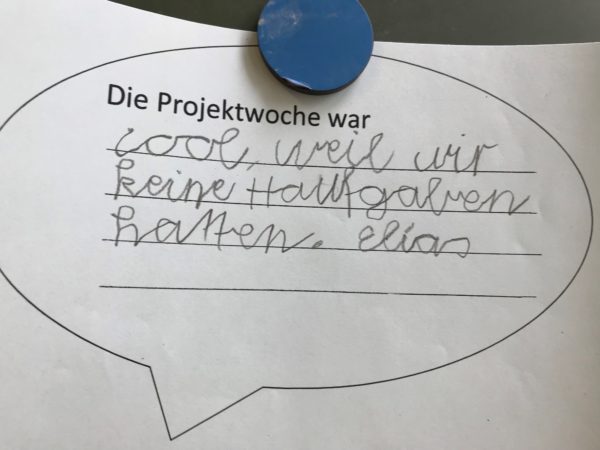 Die Projektwoche war
cool, weil wir
keine Haufgaben
hatten. Elias